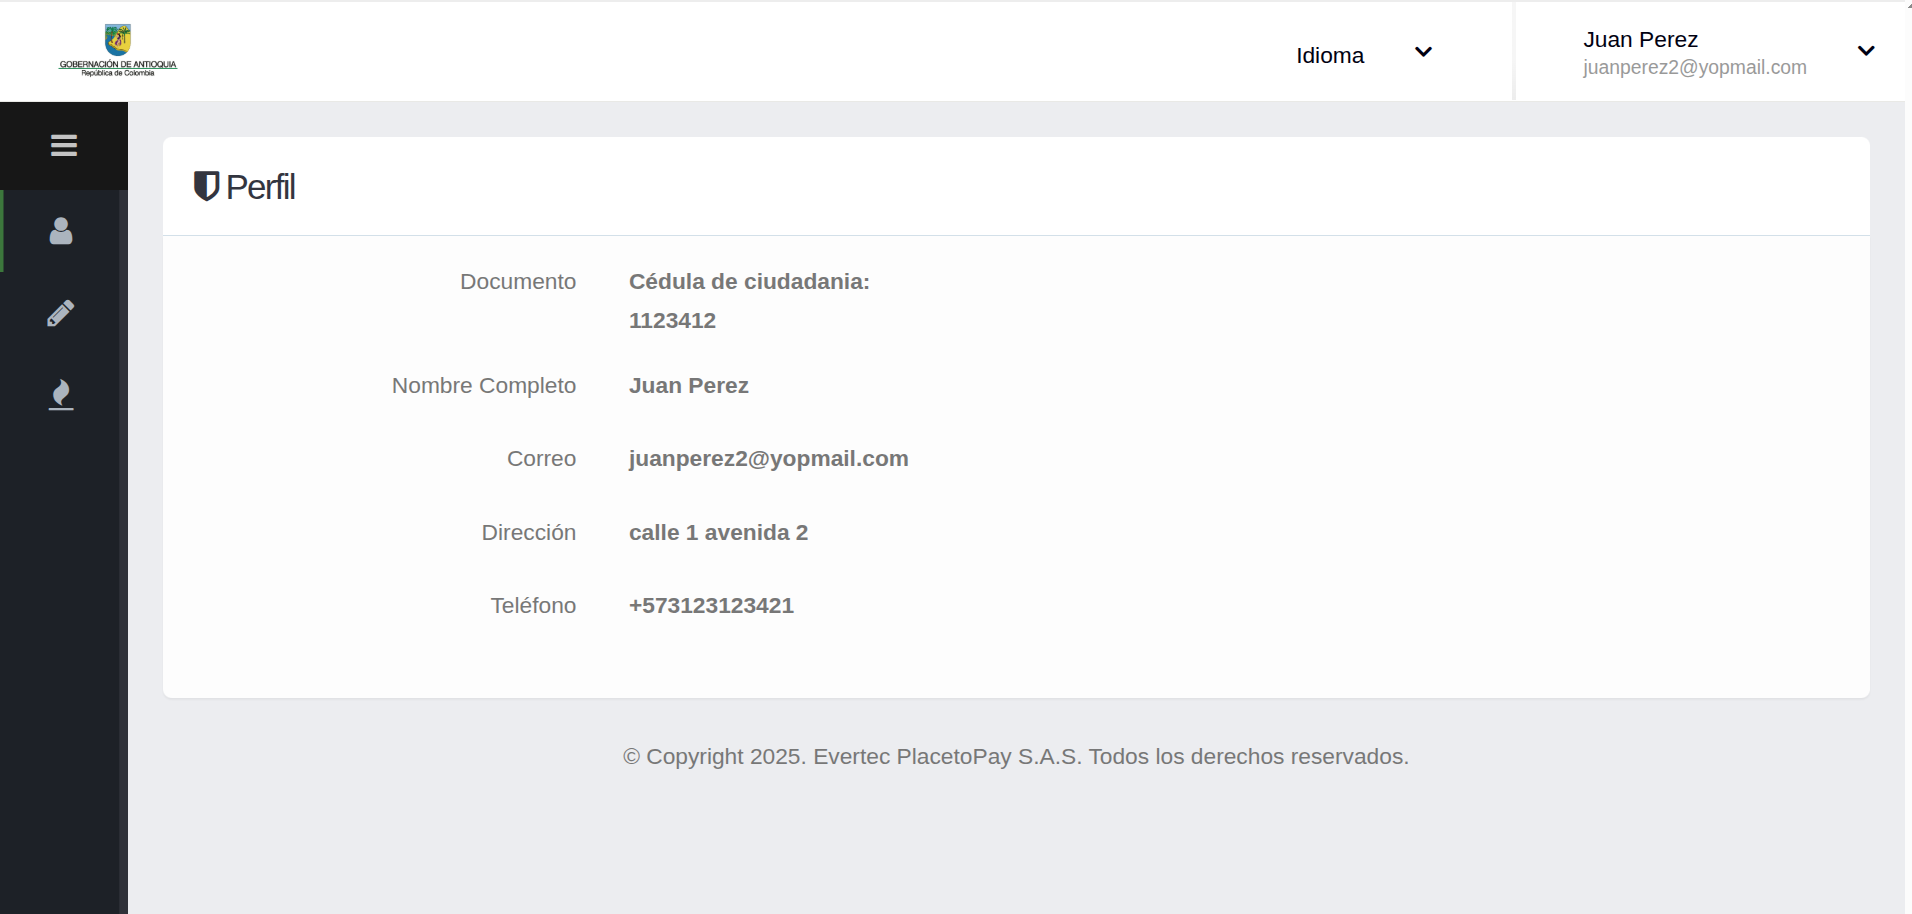 GOBERNACIÓN DE ANTIOQUIA
República de Colombia
Idioma
Juan Perez
juanperez2@yopmail.com
Perfil
Documento
Cédula de ciudadania:
1123412
Nombre Completo
Juan Perez
Correo
juanperez2@yopmail.com
Dirección
calle 1 avenida 2
Teléfono
+573123123421
© Copyright 2025. Evertec PlacetoPay S.A.S. Todos los derechos reservados.